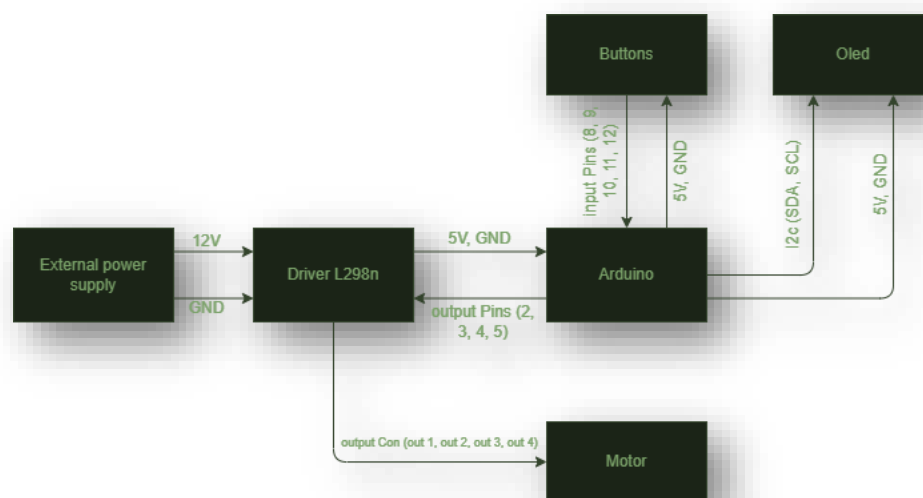 Buttons
Oled
input Pins (8, 9,
10, 11, 12)
5V, GND
I2c (SDA, SCL)
5V, GND
External power
supply
12V
GND
Driver L298n
5V, GND
output Pins (2,
3, 4, 5)
Arduino
output Con (out 1, out 2, out 3, out 4)
Motor